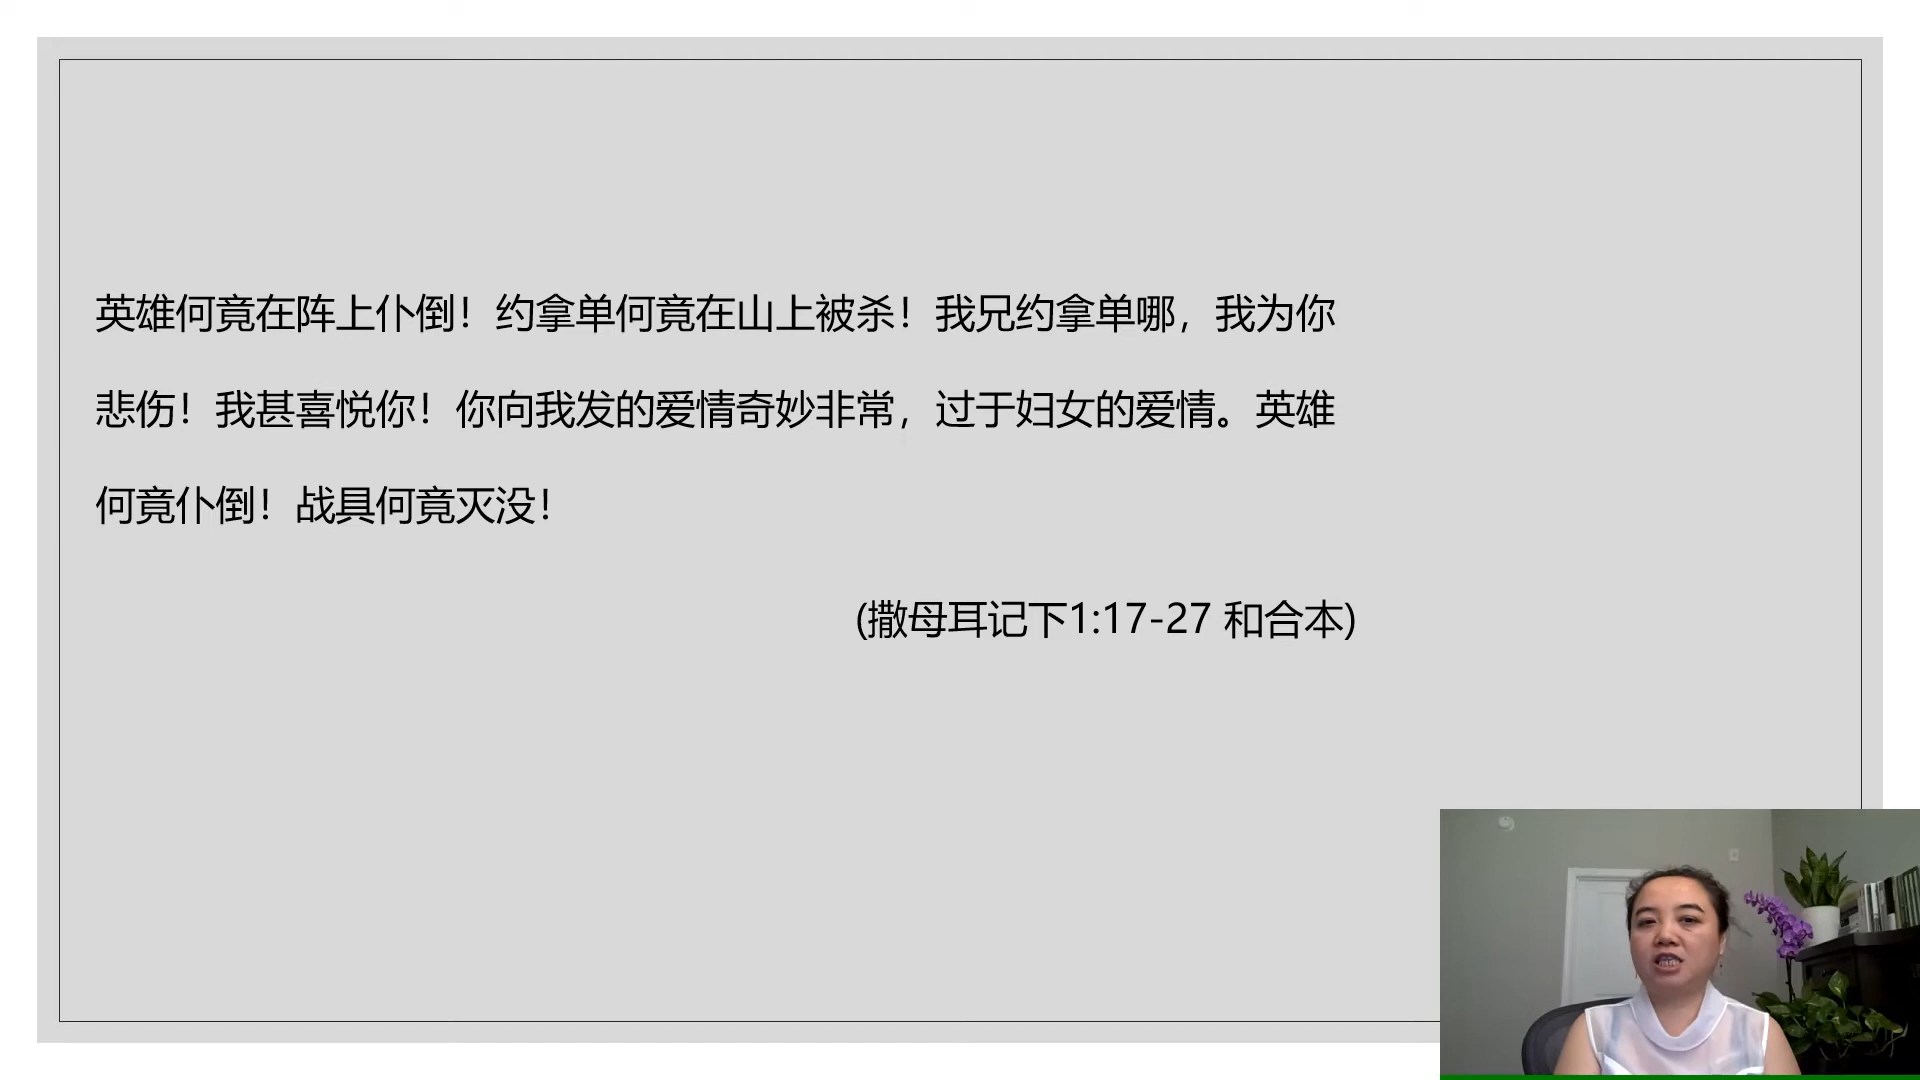 英雄何竟在阵上仆倒！约拿单何竟在山上被杀！我兄约拿单哪，我为你
悲伤！我甚喜悦你！你向我发的爱情奇妙非常，过于妇女的爱情。英雄
何竟仆倒！战具何竟灭没！
(撒母耳记下1:17-27 和合本)